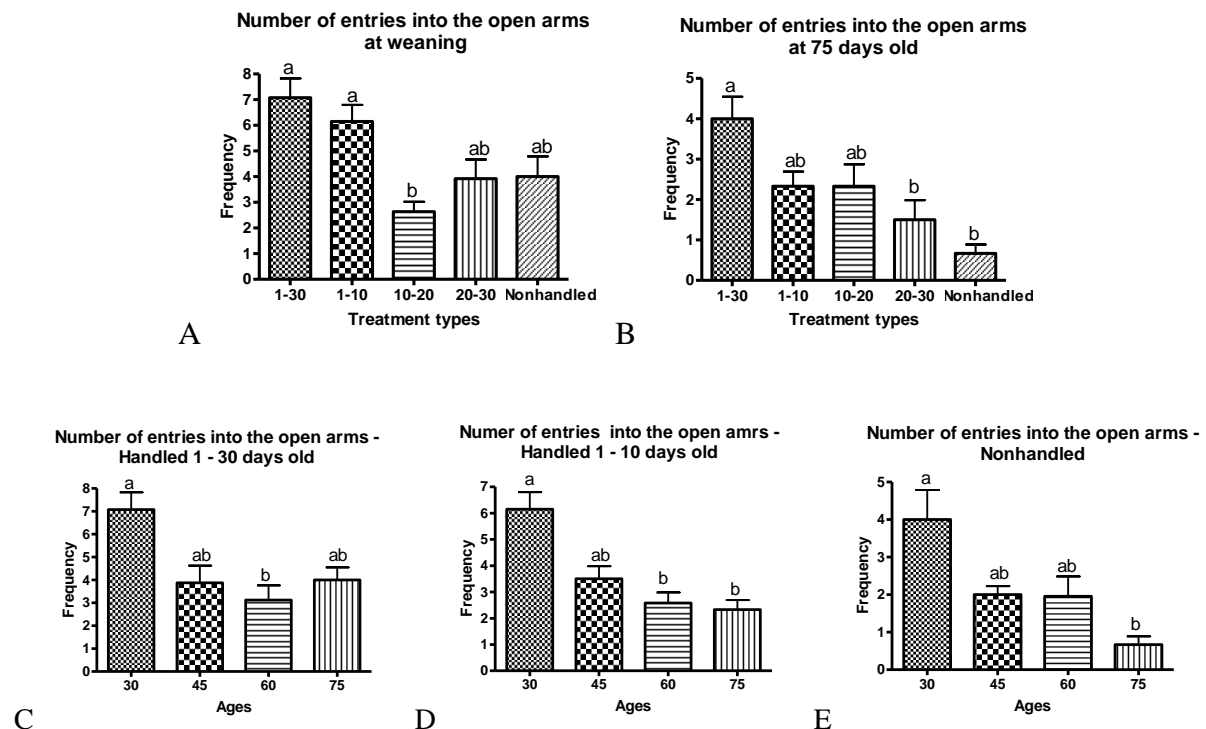 Number of entries into the open arms
at weaning
8
7
6
5
4
3
2
1
0
Frequency
a
a
b
ab
ab
1-30
1-10
10-20
20-30
Nonhandled
Treatment types
A
Number of entries into the open arms
at 75 days old
5
4
3
2
1
0
Frequency
a
ab
ab
b
b
1-30
1-10
10-20
20-30
Nonhandled
Treatment types
B
Number of entries into the open arms -
Handled 1 - 30 days old
8
7
6
5
4
3
2
1
0
Frequency
a
ab
b
ab
30
45
60
75
Ages
C
Numer of entries into the open amrs -
Handled 1 - 10 days old
7
6
5
4
3
2
1
0
Frequency
a
ab
b
b
30
45
60
75
Ages
D
Number of entries into the open arms -
Nonhandled
5
4
3
2
1
0
Frequency
a
ab
ab
b
30
45
60
75
Ages
E